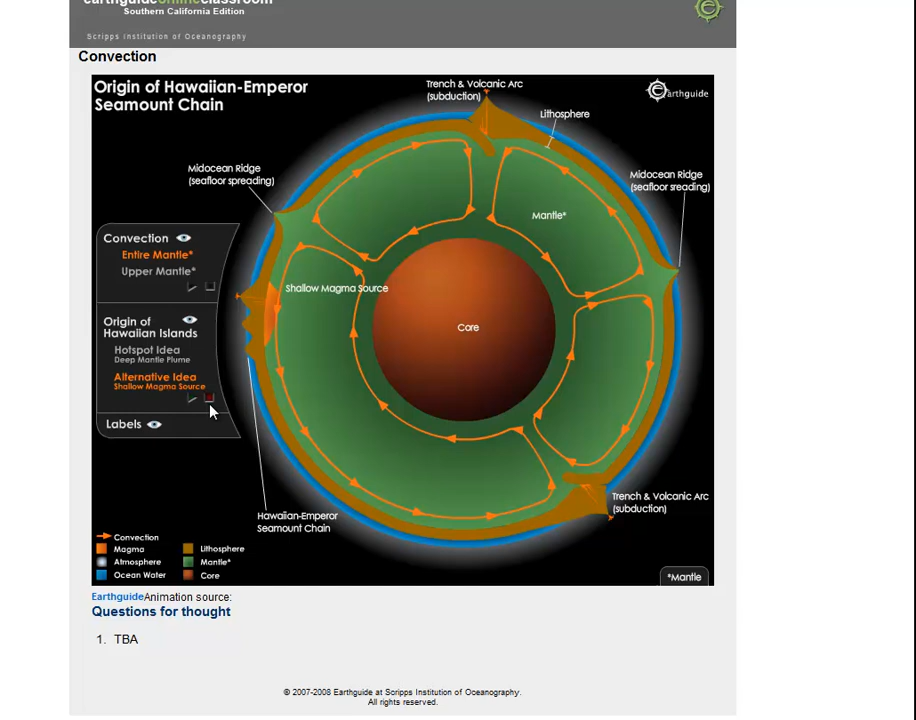 earthguideonlineclassroom
Southern California Edition
Scripps Institution of Oceanography
Convection
Origin of Hawaiian-Emperor
Seamount Chain
Trench & Volcanic Arc
(subduction)
earthguide
Lithosphere
Midocean Ridge
(seafloor spreading)
Midocean Ridge
(seafloor sreading)
Mantle*
Convection
Entire Mantle*
Upper Mantle*
Shallow Magma Source
Origin of
Hawaiian Islands
Core
Hotspot Idea
Deep Mantle Plume
Alternative Idea
Shallow Magma Source
Labels
Trench & Volcanic Arc
(subduction)
Hawaiian-Emperor
Seamount Chain
Convection
Magma
Lithosphere
Atmosphere
Mantle*
Ocean Water
Core
*Mantle
EarthguideAnimation source:
Questions for thought
1. TBA
© 2007-2008 Earthguide at Scripps Institution of Oceanography.
All rights reserved.